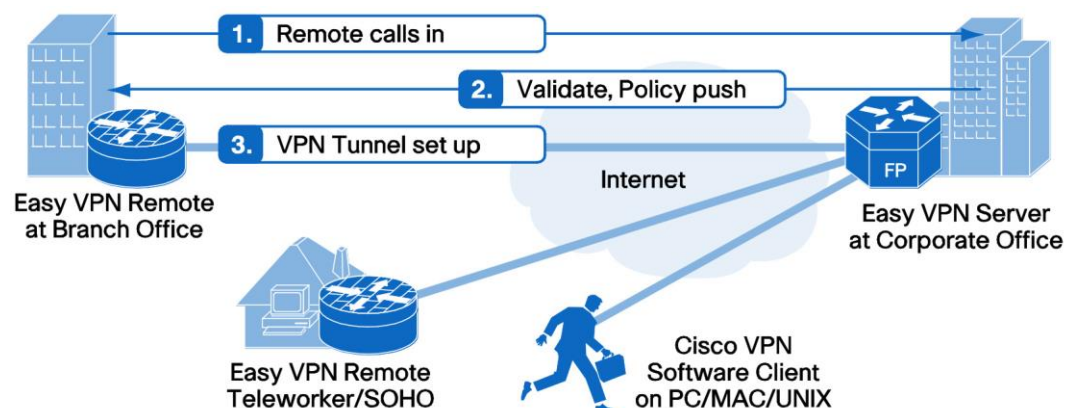 1. Remote calls in
2. Validate, Policy push
3. VPN Tunnel set up
Internet
FP
Easy VPN Remote
at Branch Office
Easy VPN Server
at Corporate Office
Easy VPN Remote
Teleworker/SOHO
Cisco VPN
Software Client
on PC/MAC/UNIX